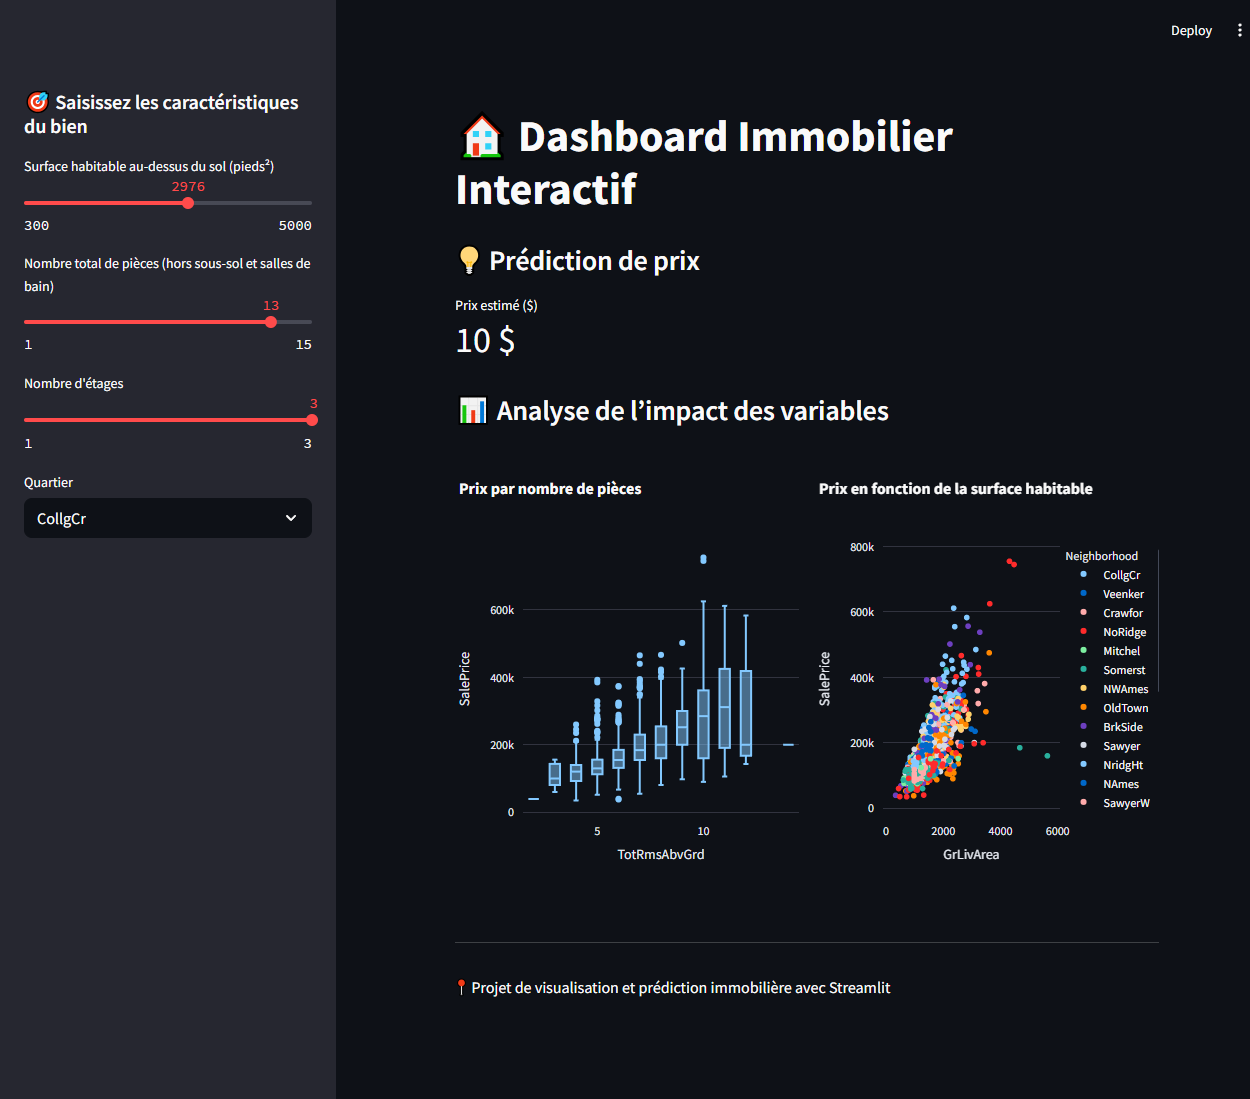 Deploy
🎯 Saisissez les caractéristiques
du bien
Surface habitable au-dessus du sol (pieds²)
2976
300 5000
Nombre total de pièces (hors sous-sol et salles de
bain)
13
1 15
Nombre d'étages
3
1 3
Quartier
CollgCr
🏠 Dashboard Immobilier
Interactif
💡 Prédiction de prix
Prix estimé ($)
10 $
📊 Analyse de l’impact des variables
Prix par nombre de pièces
SalePrice
600k
400k
200k
0
5 10
TotRmsAbvGrd
Prix en fonction de la surface habitable
SalePrice
800k
600k
400k
200k
0
0 2000 4000 6000
GrLivArea
Neighborhood
CollgCr
Veenker
Crawfor
NoRidge
Mitchel
Somerst
NWAmes
OldTown
BrkSide
Sawyer
NridgHt
NAmes
SawyerW
📍 Projet de visualisation et prédiction immobilière avec Streamlit